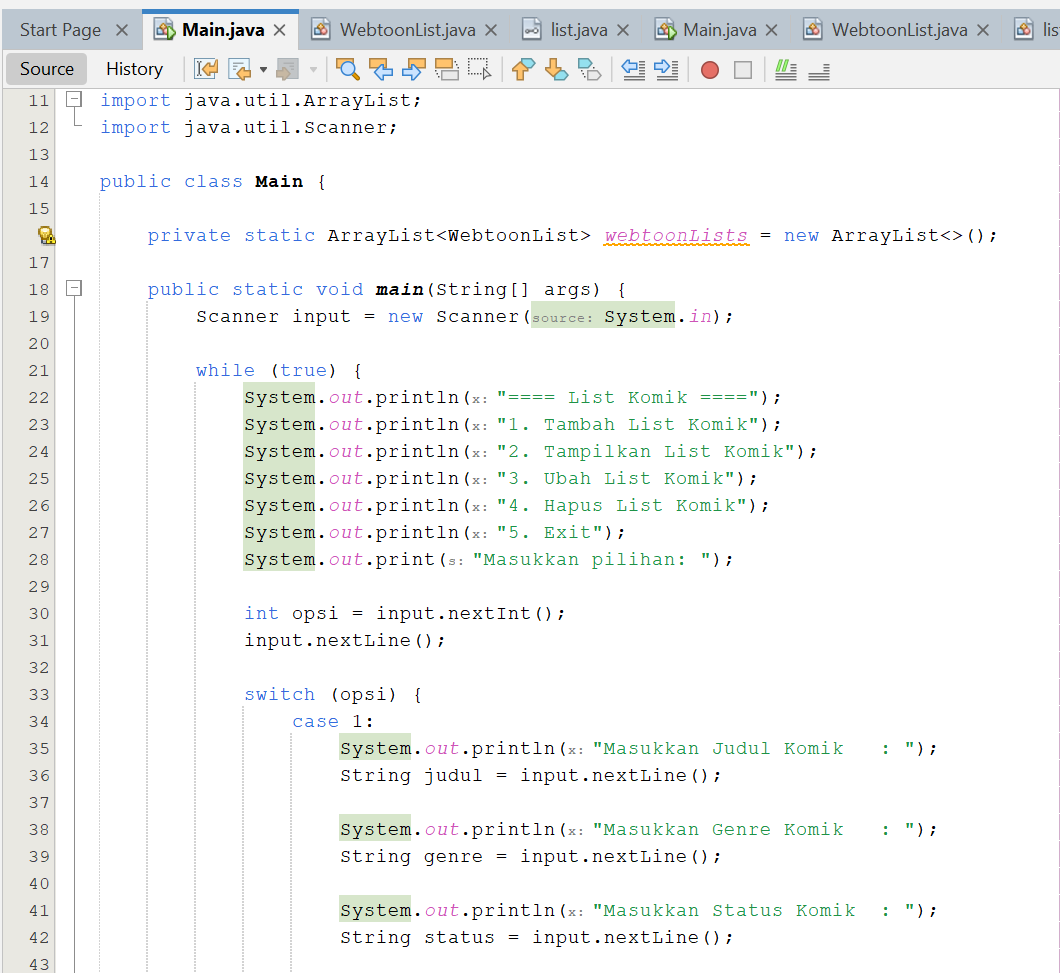 Start Page Main.java WebtoonList.java list.java Main.java WebtoonList.java lis
Source History
11 import java.util.ArrayList;
12 import java.util.Scanner;
13
14 public class Main {
15
private static ArrayList<WebtoonList> webtoonLists = new ArrayList<>();
17
18 public static void main(String[] args) {
19 Scanner input = new Scanner(source: System.in);
20
21 while (true) {
22 System.out.println(x: "==== List Komik ====");
23 System.out.println(x: "1. Tambah List Komik");
24 System.out.println(x: "2. Tampilkan List Komik");
25 System.out.println(x: "3. Ubah List Komik");
26 System.out.println(x: "4. Hapus List Komik");
27 System.out.println(x: "5. Exit");
28 System.out.print(s: "Masukkan pilihan: ");
29
30 int opsi = input.nextInt();
31 input.nextLine();
32
33 switch (opsi) {
34 case 1:
35 System.out.println(x: "Masukkan Judul Komik   : ");
36 String judul = input.nextLine();
37
38 System.out.println(x: "Masukkan Genre Komik   : ");
39 String genre = input.nextLine();
40
41 System.out.println(x: "Masukkan Status Komik  : ");
42 String status = input.nextLine();
43